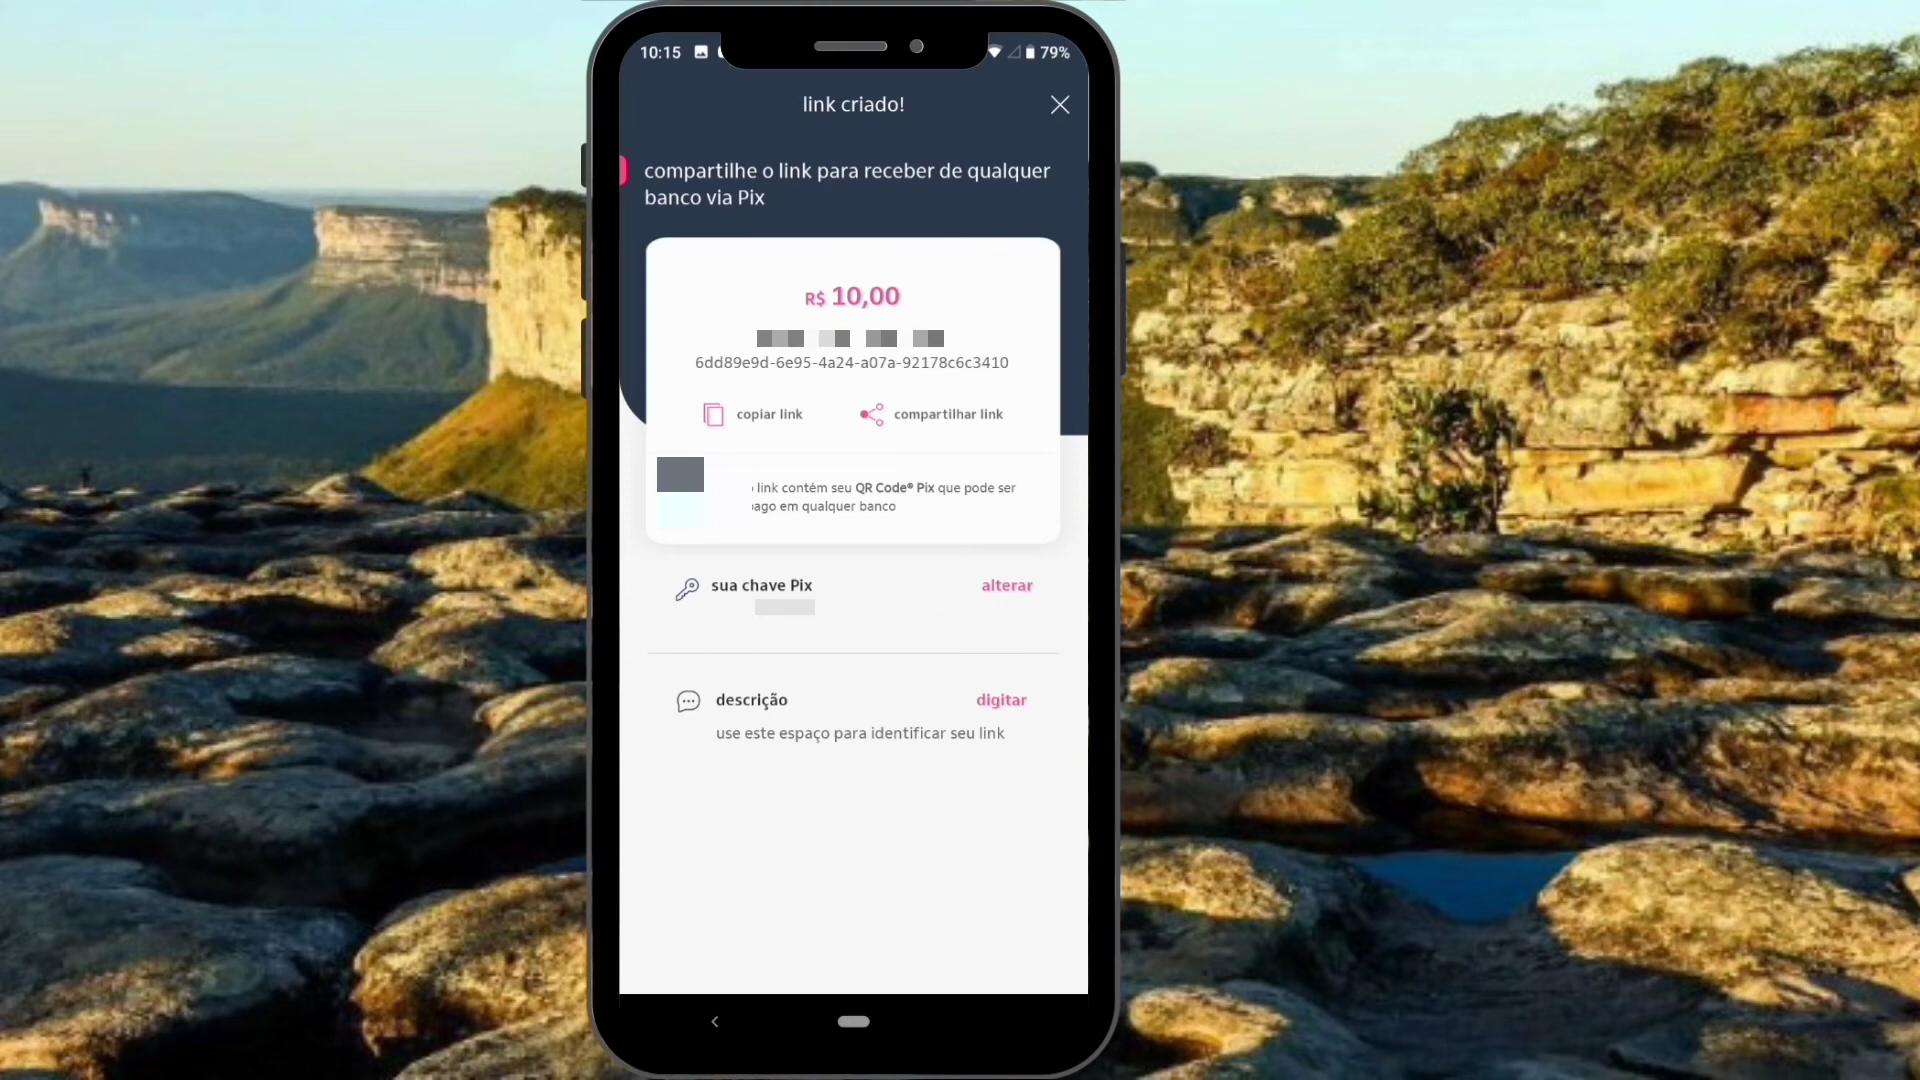 10:15
79%
link criado!
compartilhe o link para receber de qualquer
banco via Pix
R$ 10,00
6dd89e9d-6e95-4a24-a07a-92178c6c3410
copiar link
compartilhar link
link contém seu QR Code® Pix que pode ser
em qualquer banco
sua chave Pix
alterar
descrição
digitar
use este espaço para identificar seu link